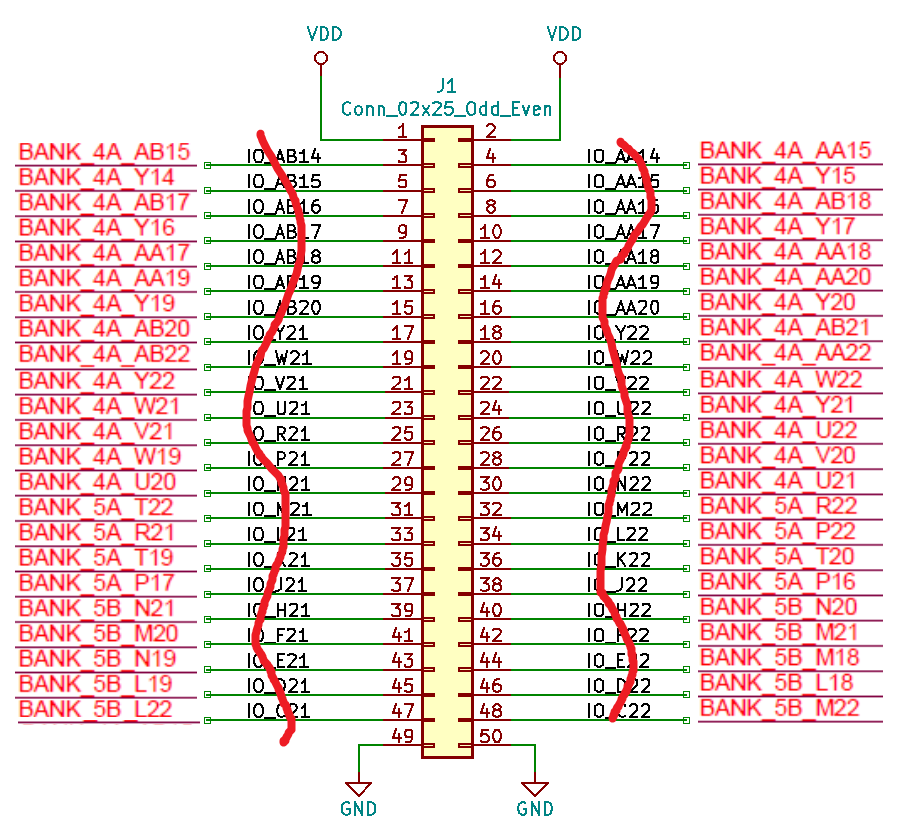 VDD VDD
J1
Conn_02x25_Odd_Even
1 2
BANK_4A_AB15 IO_AB14 3 4 IO_AA14 BANK_4A_AA15
BANK_4A_Y14 IO_AB15 5 6 IO_AA15 BANK_4A_Y15
BANK_4A_AB17 IO_AB16 7 8 IO_AA16 BANK_4A_AB18
BANK_4A_Y16 IO_AB17 9 10 IO_AA17 BANK_4A_Y17
BANK_4A_AA17 IO_AB18 11 12 IO_AA18 BANK_4A_AA18
BANK_4A_AA19 IO_AB19 13 14 IO_AA19 BANK_4A_AA20
BANK_4A_Y19 IO_AB20 15 16 IO_AA20 BANK_4A_Y20
BANK_4A_AB20 IO_Y21 17 18 IO_Y22 BANK_4A_AB21
BANK_4A_AB22 IO_W21 19 20 IO_W22 BANK_4A_AA22
BANK_4A_Y22 IO_V21 21 22 IO_V22 BANK_4A_W22
BANK_4A_W21 IO_U21 23 24 IO_U22 BANK_4A_Y21
BANK_4A_V21 IO_R21 25 26 IO_R22 BANK_4A_U22
BANK_4A_W19 IO_P21 27 28 IO_P22 BANK_4A_V20
BANK_4A_U20 IO_N21 29 30 IO_N22 BANK_4A_U21
BANK_5A_T22 IO_M21 31 32 IO_M22 BANK_5A_R22
BANK_5A_R21 IO_L21 33 34 IO_L22 BANK_5A_P22
BANK_5A_T19 IO_K21 35 36 IO_K22 BANK_5A_T20
BANK_5A_P17 IO_J21 37 38 IO_J22 BANK_5A_P16
BANK_5B_N21 IO_H21 39 40 IO_H22 BANK_5B_N20
BANK_5B_M20 IO_F21 41 42 IO_F22 BANK_5B_M21
BANK_5B_N19 IO_E21 43 44 IO_E22 BANK_5B_M18
BANK_5B_L19 IO_D21 45 46 IO_D22 BANK_5B_L18
BANK_5B_L22 IO_C21 47 48 IO_C22 BANK_5B_M22
49 50
GND GND